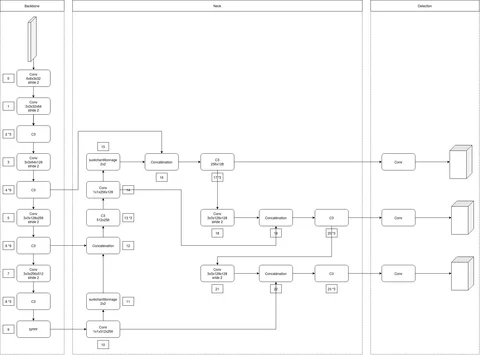 Backbone
Neck
Detection
0
Conv
6x6x3x32
stride 2
1
Conv
3x3x32x64
stride 2
2 *3
C3
3
Conv
3x3x64x128
stride 2
4 *6
C3
5
Conv
3x3x128x256
stride 2
6 *9
C3
7
Conv
3x3x256x512
stride 2
8 *3
C3
9
SPPF
15
2x2
Conv
1x1x256x128
14
C3
512x256
13 *3
Concatenation
12
2x2
11
Conv
1x1x512x256
10
Concatenation
16
C3
256x128
17 *3
Conv
3x3x128x128
stride 2
18
Concatenation
19
C3
20 *3
Conv
3x3x128x128
stride 2
21
Concatenation
22
C3
23 *3
Conv
Conv
Conv